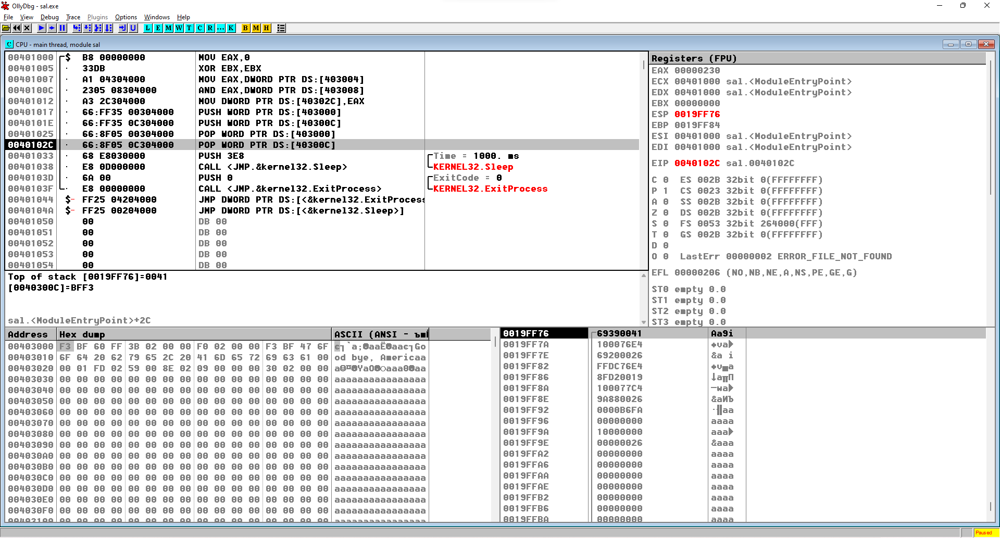 OllyDbg - sal.exe
File View Debug Trace Plugins Options Windows Help
L E M W T C R ... K B M H
C CPU - main thread, module sal
00401000 $ B8 00000000 MOV EAX,0
00401005 · 33DB XOR EBX,EBX
00401007 · A1 04304000 MOV EAX,DWORD PTR DS:[403004]
0040100C · 2305 08304000 AND EAX,DWORD PTR DS:[403008]
00401012 · A3 2C304000 MOV DWORD PTR DS:[40302C],EAX
00401017 · 66:FF35 00304000 PUSH WORD PTR DS:[403000]
0040101E · 66:FF35 0C304000 PUSH WORD PTR DS:[40300C]
00401025 · 66:8F05 00304000 POP WORD PTR DS:[403000]
0040102C · 66:8F05 0C304000 POP WORD PTR DS:[40300C]
00401033 · 68 E8030000 PUSH 3E8 Time = 1000. ms
00401038 · E8 0D000000 CALL <JMP.&kernel32.Sleep> KERNEL32.Sleep
0040103D · 6A 00 PUSH 0 ExitCode = 0
0040103F · E8 00000000 CALL <JMP.&kernel32.ExitProcess> KERNEL32.ExitProcess
00401044 $- FF25 04204000 JMP DWORD PTR DS:[<&kernel32.ExitProcess
0040104A $- FF25 00204000 JMP DWORD PTR DS:[<&kernel32.Sleep>]
00401050 00 DB 00
00401051 00 DB 00
00401052 00 DB 00
00401053 00 DB 00
00401054 00 DB 00
Top of stack [0019FF76]=0041
[0040300C]=BFF3
sal.<ModuleEntryPoint>+2C
Registers (FPU)
EAX 00000230
ECX 00401000 sal.<ModuleEntryPoint>
EDX 00401000 sal.<ModuleEntryPoint>
EBX 00000000
ESP 0019FF76
EBP 0019FF84
ESI 00401000 sal.<ModuleEntryPoint>
EDI 00401000 sal.<ModuleEntryPoint>
EIP 0040102C sal.0040102C
C 0 ES 002B 32bit 0(FFFFFFFF)
P 1 CS 0023 32bit 0(FFFFFFFF)
A 0 SS 002B 32bit 0(FFFFFFFF)
Z 0 DS 002B 32bit 0(FFFFFFFF)
S 0 FS 0053 32bit 264000(FFF)
T 0 GS 002B 32bit 0(FFFFFFFF)
D 0
O 0 LastErr 00000002 ERROR_FILE_NOT_FOUND
EFL 00000206 (NO,NB,NE,A,NS,PE,GE,G)
ST0 empty 0.0
ST1 empty 0.0
ST2 empty 0.0
ST3 empty 0.0
Address Hex dump ASCII (ANSI -
00403000 F3 BF 60 FF 3B 02 00 00 F0 02 00 00 F3 BF 47 6F
00403010 6F 64 20 62 79 65 2C 20 41 6D 65 72 69 63 61 00 od bye, Americaa
00403020 00 01 FD 02 59 00 8E 02 09 00 00 00 30 02 00 00
00403030 00 00 00 00 00 00 00 00 00 00 00 00 00 00 00 00 aaaaaaaaaaaaaaaa
00403040 00 00 00 00 00 00 00 00 00 00 00 00 00 00 00 00 aaaaaaaaaaaaaaaa
00403050 00 00 00 00 00 00 00 00 00 00 00 00 00 00 00 00 aaaaaaaaaaaaaaaa
00403060 00 00 00 00 00 00 00 00 00 00 00 00 00 00 00 00 aaaaaaaaaaaaaaaa
00403070 00 00 00 00 00 00 00 00 00 00 00 00 00 00 00 00 aaaaaaaaaaaaaaaa
00403080 00 00 00 00 00 00 00 00 00 00 00 00 00 00 00 00 aaaaaaaaaaaaaaaa
00403090 00 00 00 00 00 00 00 00 00 00 00 00 00 00 00 00 aaaaaaaaaaaaaaaa
004030A0 00 00 00 00 00 00 00 00 00 00 00 00 00 00 00 00 aaaaaaaaaaaaaaaa
004030B0 00 00 00 00 00 00 00 00 00 00 00 00 00 00 00 00 aaaaaaaaaaaaaaaa
004030C0 00 00 00 00 00 00 00 00 00 00 00 00 00 00 00 00 aaaaaaaaaaaaaaaa
004030D0 00 00 00 00 00 00 00 00 00 00 00 00 00 00 00 00 aaaaaaaaaaaaaaaa
004030E0 00 00 00 00 00 00 00 00 00 00 00 00 00 00 00 00 aaaaaaaaaaaaaaaa
004030F0 00 00 00 00 00 00 00 00 00 00 00 00 00 00 00 00 aaaaaaaaaaaaaaaa
0019FF76 69390041 Aa9i
0019FF7A 100076E4
0019FF7E 69200026 &a i
0019FF82 FFDC76E4
0019FF86 8FD20019
0019FF8A 100077C4
0019FF8E 9A880026 &aИЪ
0019FF92 0000B6FA
0019FF96 00000000 aaaa
0019FF9A 10000000
0019FF9E 00000026 &aaa
0019FFA2 00000000 aaaa
0019FFA6 00000000 aaaa
0019FFAA 00000000 aaaa
0019FFAE 00000000 aaaa
0019FFB2 00000000 aaaa
0019FFB6 00000000 aaaa
0019FFBA 00000000 aaaa
Paused